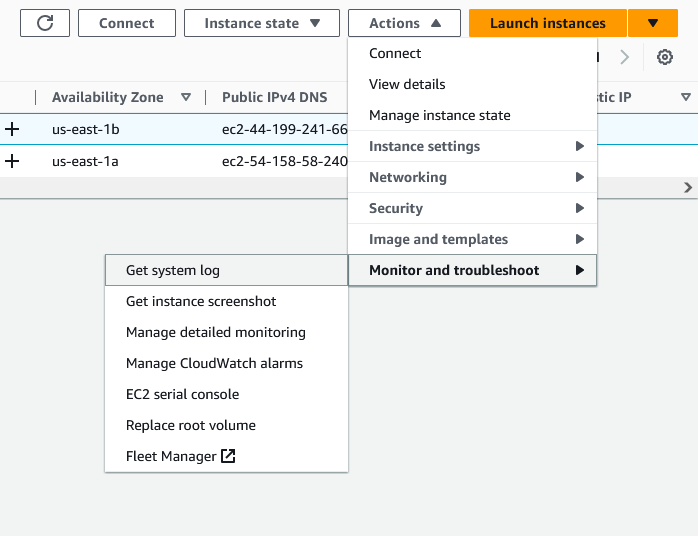 Connect
Instance state
Actions
Launch instances
Connect
View details
Manage instance state
Instance settings
Networking
Security
Image and templates
Monitor and troubleshoot
Availability Zone
Public IPv4 DNS
tic IP
us-east-1b
ec2-44-199-241-66
us-east-1a
ec2-54-158-58-240
Get system log
Get instance screenshot
Manage detailed monitoring
Manage CloudWatch alarms
EC2 serial console
Replace root volume
Fleet Manager